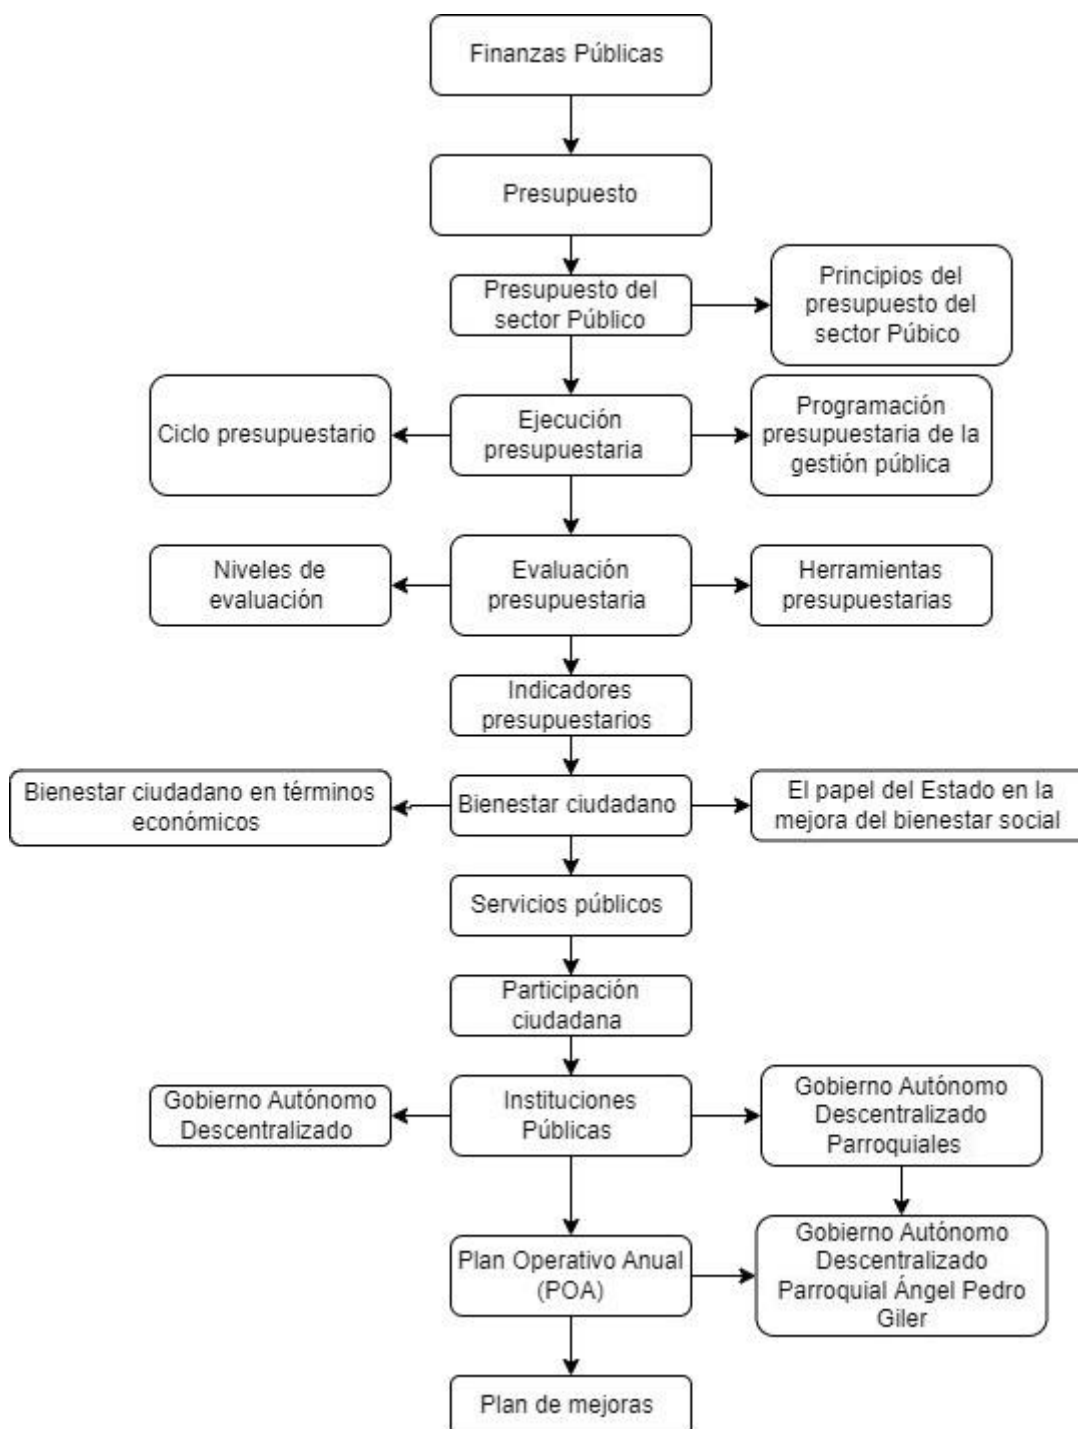 Finanzas Públicas
Presupuesto
Presupuesto del
sector Público
Principios del
presupuesto del
sector Púbico
Ciclo presupuestario
Ejecución
presupuestaria
Programación
presupuestaria de la
gestión pública
Niveles de
evaluación
Evaluación
presupuestaria
Herramientas
presupuestarias
Indicadores
presupuestarios
Bienestar ciudadano en términos
económicos
Bienestar ciudadano
El papel del Estado en la
mejora del bienestar social
Servicios públicos
Participación
ciudadana
Gobierno Autónomo
Descentralizado
Instituciones
Públicas
Gobierno Autónomo
Descentralizado
Parroquiales
Plan Operativo Anual
(POA)
Gobierno Autónomo
Descentralizado
Parroquial Ángel Pedro
Giler
Plan de mejoras